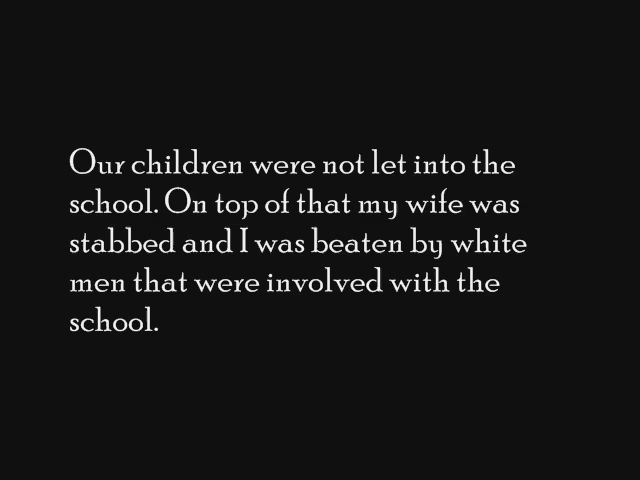 Our children were not let into the
school. On top of that my wife was
stabbed and I was beaten by white
men that were involved with the
school.